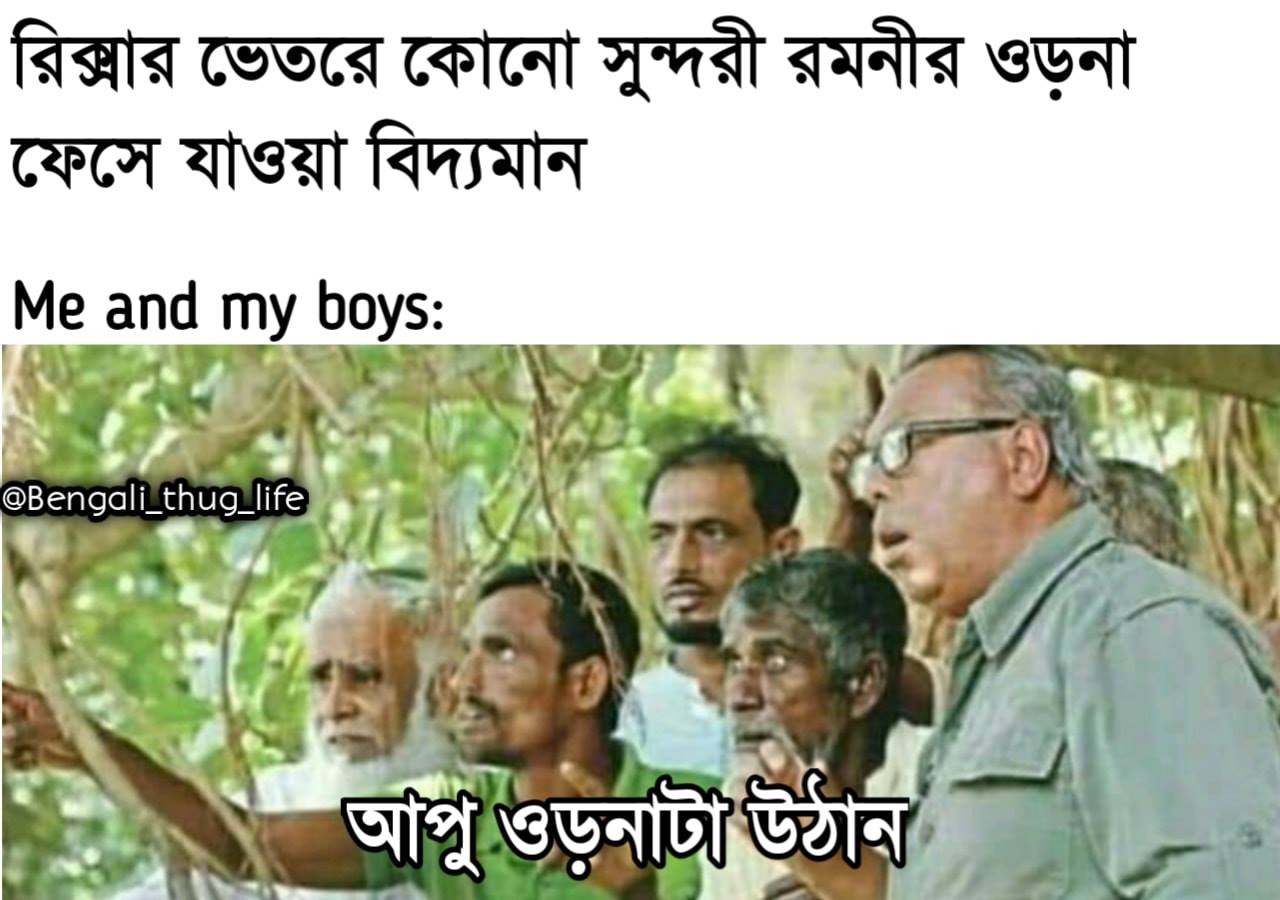 রিক্সার ভেতরে কোনো সুন্দরী রমনীর ওড়না
ফেসে যাওয়া বিদ্যমান
Me and my boys:
@Bengali_thug_life
আপু ওড়নাটা উঠান